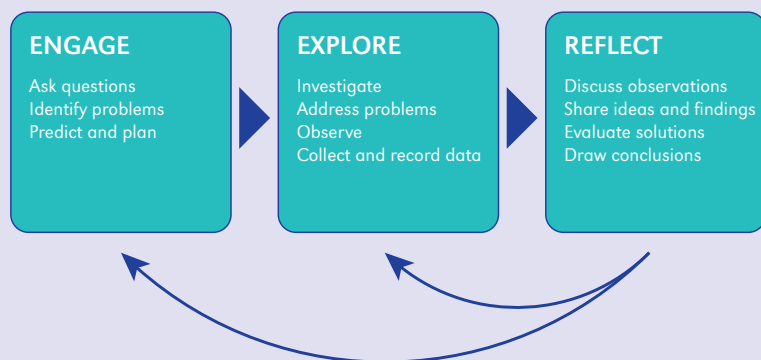 ENGAGE
Ask questions
Identify problems
Predict and plan
EXPLORE
Investigate
Address problems
Observe
Collect and record data
REFLECT
Discuss observations
Share ideas and findings
Evaluate solutions
Draw conclusions